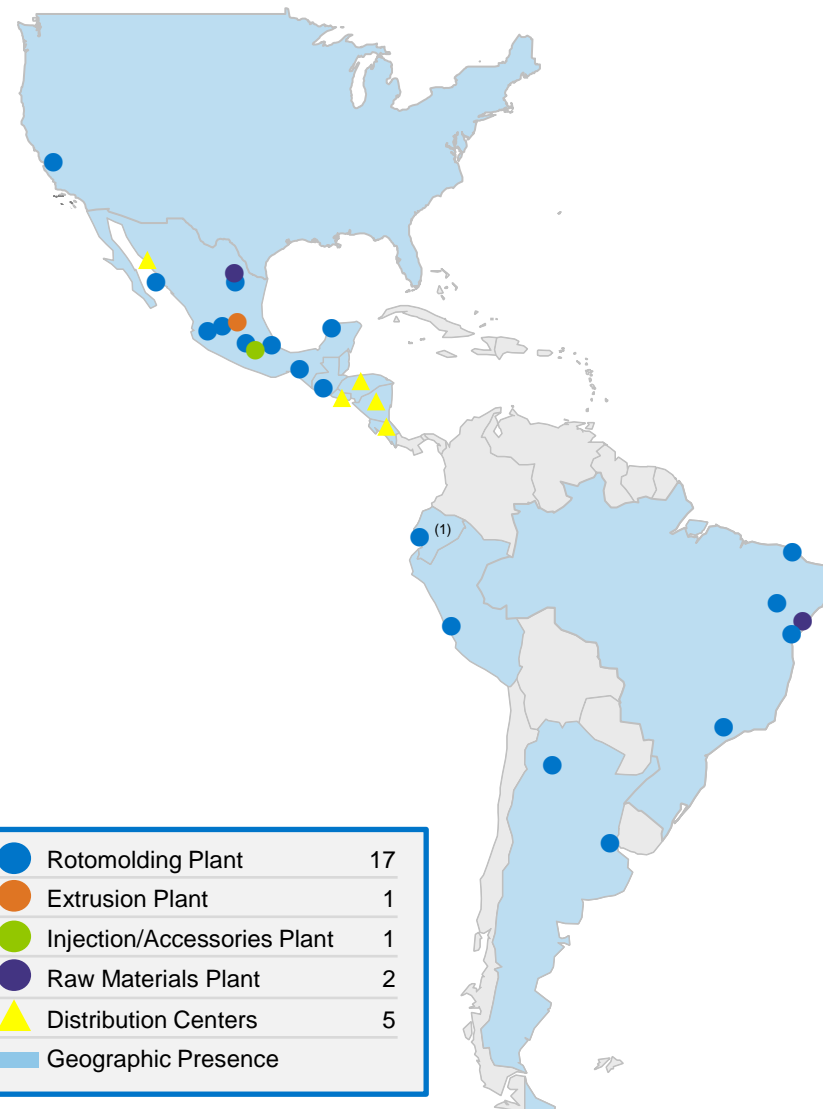 (1)
Rotomolding Plant 17
Extrusion Plant 1
Injection/Accessories Plant 1
Raw Materials Plant 2
Distribution Centers 5
Geographic Presence